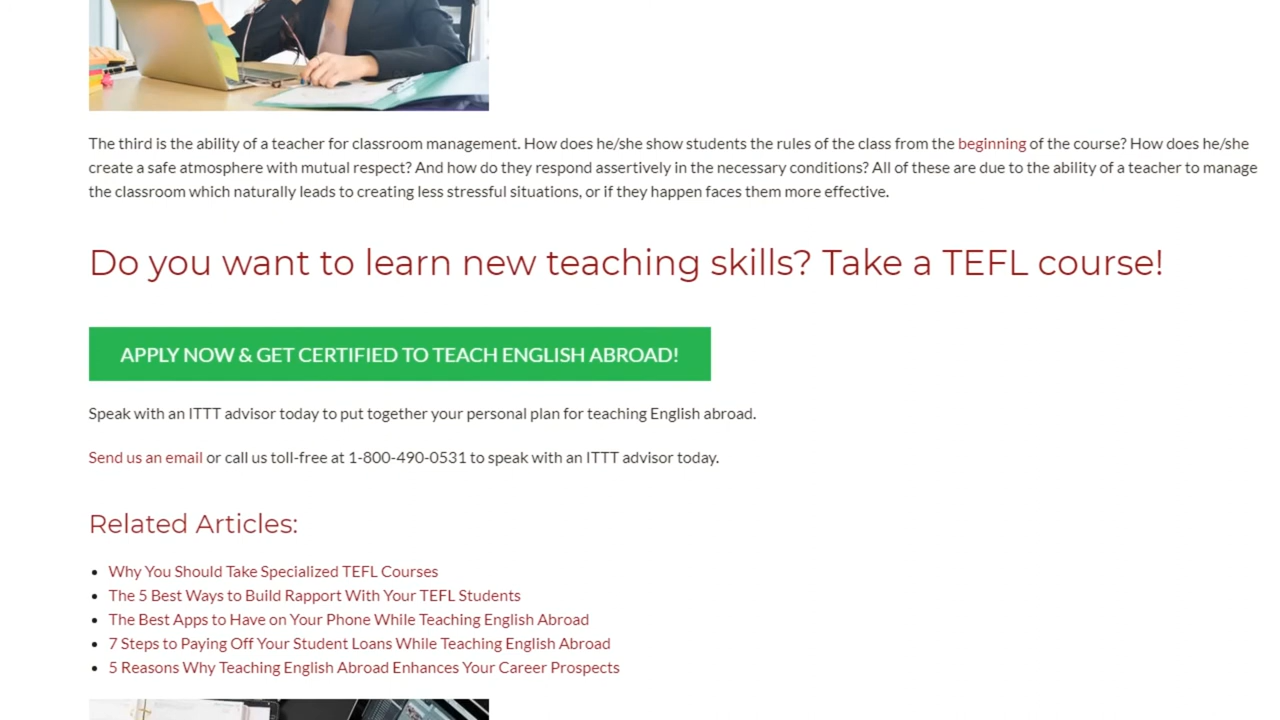 The third is the ability of a teacher for classroom management. How does he/she show students the rules of the class from the beginning of the course? How does he/she
create a safe atmosphere with mutual respect? And how do they respond assertively in the necessary conditions? All of these are due to the ability of a teacher to manage
the classroom which naturally leads to creating less stressful situations, or if they happen faces them more effective.
Do you want to learn new teaching skills? Take a TEFL course!
APPLY NOW & GET CERTIFIED TO TEACH ENGLISH ABROAD!
Speak with an ITTT advisor today to put together your personal plan for teaching English abroad.
Send us an email or call us toll-free at 1-800-490-0531 to speak with an ITTT advisor today.
Related Articles:
Why You Should Take Specialized TEFL Courses
The 5 Best Ways to Build Rapport With Your TEFL Students
The Best Apps to Have on Your Phone While Teaching English Abroad
7 Steps to Paying Off Your Student Loans While Teaching English Abroad
5 Reasons Why Teaching English Abroad Enhances Your Career Prospects